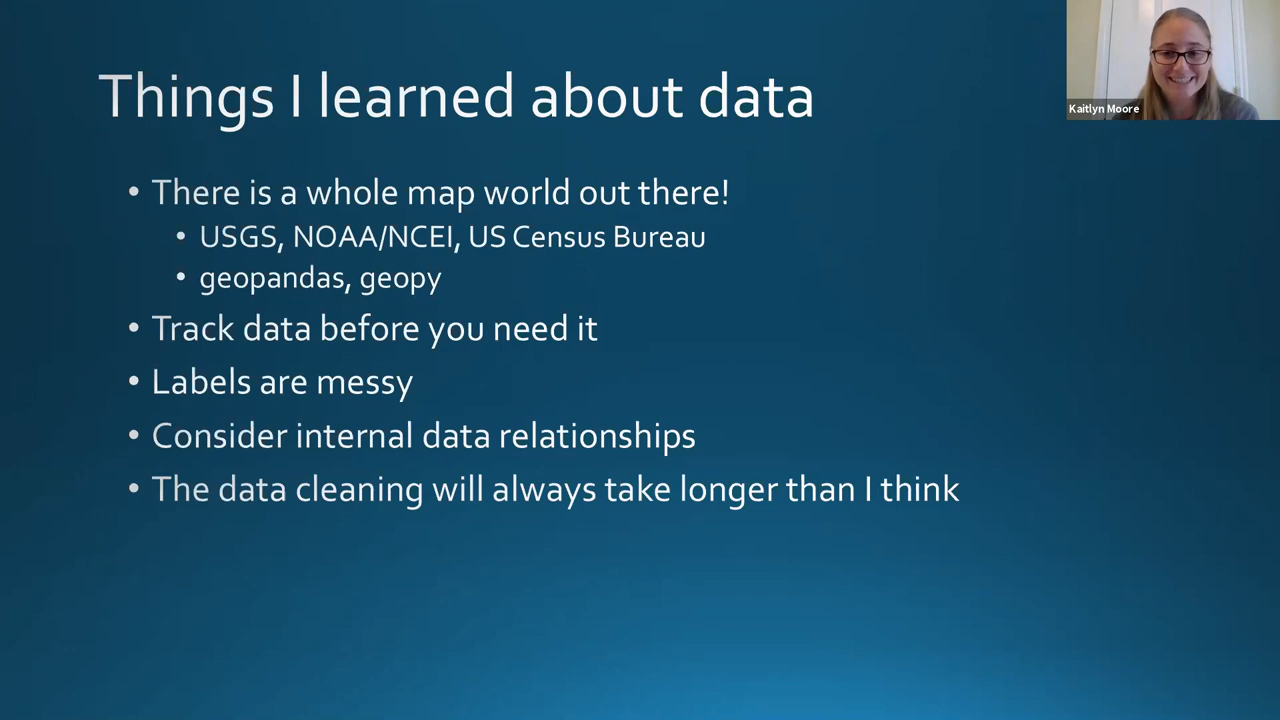 Things I learned about data
Kaitlyn Moore
• There is a whole map world out there!
• USGS, NOAA/NCEI, US Census Bureau
• geopandas, geopy
• Track data before you need it
• Labels are messy
• Consider internal data relationships
• The data cleaning will always take longer than I think